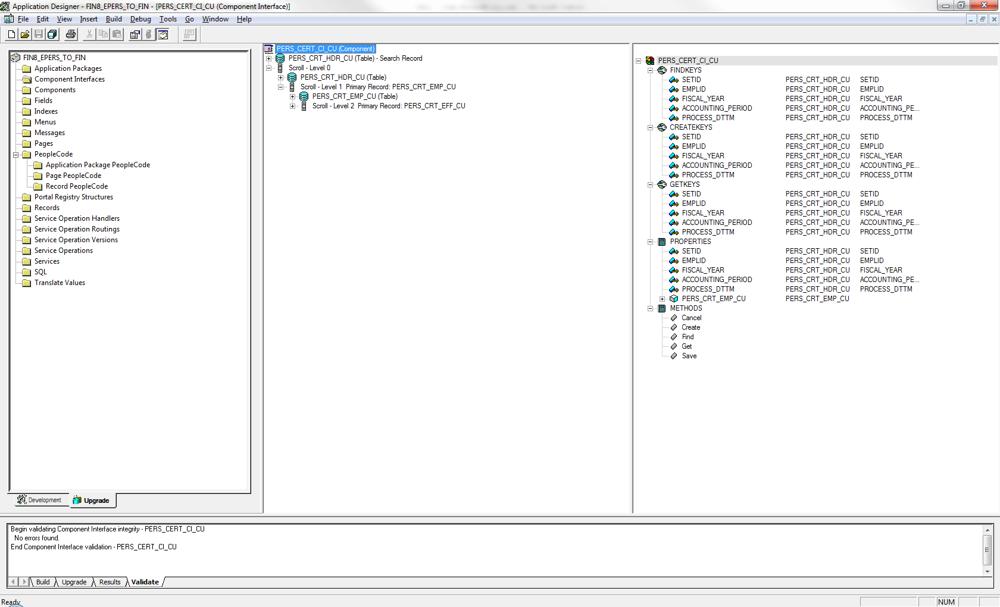 Application Designer - FIN8_EPERS_TO_FIN - [PERS_CERT_CI_CU (Component Interface)]
File Edit View Insert Build Debug Tools Go Window Help
FIN8_EPERS_TO_FIN
Application Packages
Component Interfaces
Components
Fields
Indexes
Menus
Messages
Pages
PeopleCode
Application Package PeopleCode
Page PeopleCode
Record PeopleCode
Portal Registry Structures
Records
Service Operation Handlers
Service Operation Routings
Service Operation Versions
Service Operations
Services
SQL
Translate Values
Development Upgrade
PERS_CERT_CI_CU (Component)
PERS_CRT_HDR_CU (Table) - Search Record
Scroll - Level 0
PERS_CRT_HDR_CU (Table)
Scroll - Level 1 Primary Record: PERS_CRT_EMP_CU
PERS_CRT_EMP_CU (Table)
Scroll - Level 2 Primary Record: PERS_CRT_EFF_CU
PERS_CERT_CI_CU
FINDKEYS
SETID PERS_CRT_HDR_CU SETID
EMPLID PERS_CRT_HDR_CU EMPLID
FISCAL_YEAR PERS_CRT_HDR_CU FISCAL_YEAR
ACCOUNTING_PERIOD PERS_CRT_HDR_CU ACCOUNTING_PE...
PROCESS_DTTM PERS_CRT_HDR_CU PROCESS_DTTM
CREATEKEYS
SETID PERS_CRT_HDR_CU SETID
EMPLID PERS_CRT_HDR_CU EMPLID
FISCAL_YEAR PERS_CRT_HDR_CU FISCAL_YEAR
ACCOUNTING_PERIOD PERS_CRT_HDR_CU ACCOUNTING_PE...
PROCESS_DTTM PERS_CRT_HDR_CU PROCESS_DTTM
GETKEYS
SETID PERS_CRT_HDR_CU SETID
EMPLID PERS_CRT_HDR_CU EMPLID
FISCAL_YEAR PERS_CRT_HDR_CU FISCAL_YEAR
ACCOUNTING_PERIOD PERS_CRT_HDR_CU ACCOUNTING_PE...
PROCESS_DTTM PERS_CRT_HDR_CU PROCESS_DTTM
PROPERTIES
SETID PERS_CRT_HDR_CU SETID
EMPLID PERS_CRT_HDR_CU EMPLID
FISCAL_YEAR PERS_CRT_HDR_CU FISCAL_YEAR
ACCOUNTING_PERIOD PERS_CRT_HDR_CU ACCOUNTING_PE...
PROCESS_DTTM PERS_CRT_HDR_CU PROCESS_DTTM
PERS_CRT_EMP_CU PERS_CRT_EMP_CU
METHODS
Cancel
Create
Find
Get
Save
Begin validating Component Interface integrity - PERS_CERT_CI_CU
No errors found.
End Component Interface validation - PERS_CERT_CI_CU
Build Upgrade Results Validate
Ready
NUM